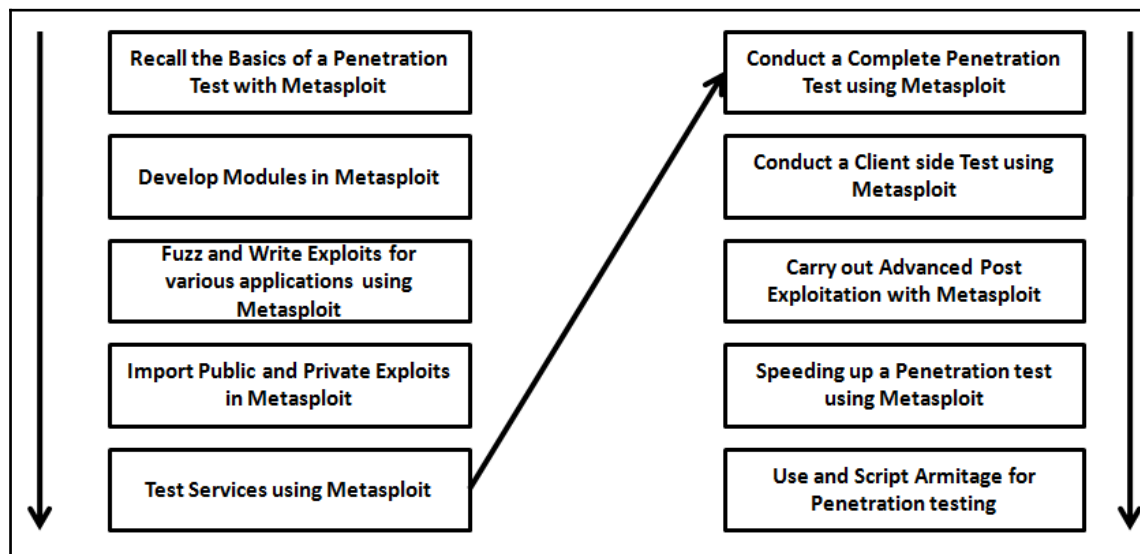 Recall the Basics of a Penetration
Test with Metasploit
Develop Modules in Metasploit
Fuzz and Write Exploits for
various applications using
Metasploit
Import Public and Private Exploits
in Metasploit
Test Services using Metasploit
Conduct a Complete Penetration
Test using Metasploit
Conduct a Client side Test using
Metasploit
Carry out Advanced Post
Exploitation with Metasploit
Speeding up a Penetration test
using Metasploit
Use and Script Armitage for
Penetration testing